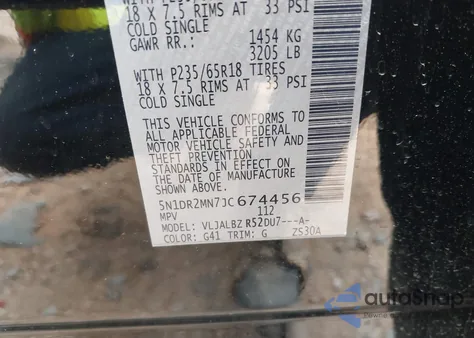 18 X 7.5 RIMS AT 33 PSI
COLD SINGLE
GAWR RR.: 1454 KG
3205 LB
WITH P235/65R18 TIRES
18 X 7.5 RIMS AT 33 PSI
COLD SINGLE
THIS VEHICLE CONFORMS TO
ALL APPLICABLE FEDERAL
MOTOR VEHICLE SAFETY AND
THEFT PREVENTION
STANDARDS IN EFFECT ON
THE DATE OF MANUFACTURE
SHOWN ABOVE.
5N1DR2MN7JC674456
MPV 112
MODEL: VLJALBZ R52DU7---A-
COLOR: G41 TRIM: G ZS30A
autosnap